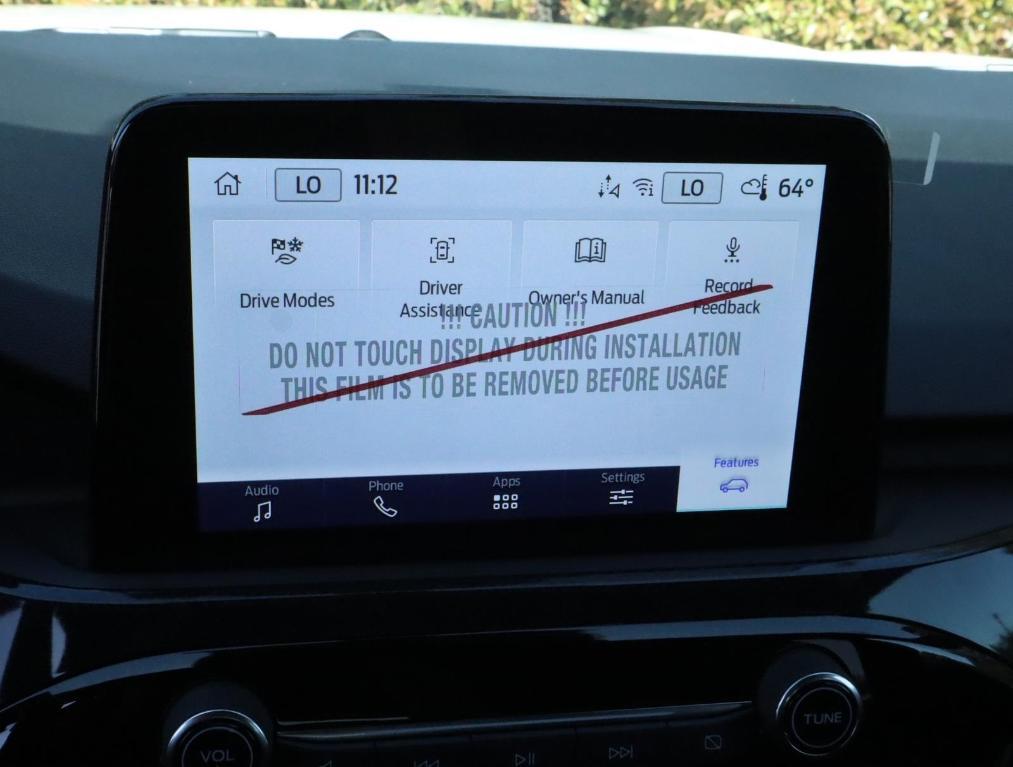 LO 11:12 LO 64°
Drive Modes
Driver
Assistance
Owner's Manual
Record
Feedback
!!! CAUTION !!!
DO NOT TOUCH DISPLAY DURING INSTALLATION
THIS FILM IS TO BE REMOVED BEFORE USAGE
Audio Phone Apps Settings Features
VOL TUNE